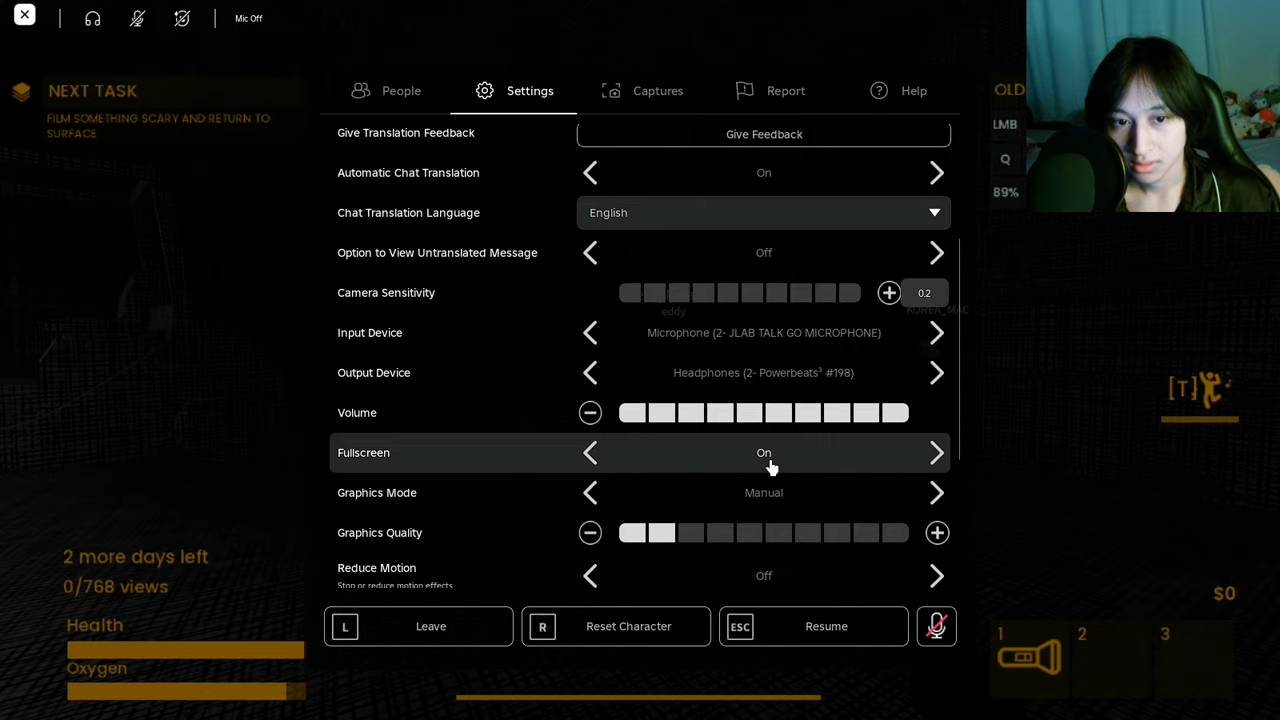 Mic Off
NEXT TASK
FILM SOMETHING SCARY AND RETURN TO
SURFACE
People
Settings
Captures
Report
Help
OLD
LMB
Q
89%
Give Translation Feedback
Give Feedback
Automatic Chat Translation
On
Chat Translation Language
English
Option to View Untranslated Message
Off
Camera Sensitivity
0.2
eddy
KOREA_MAC
Input Device
Microphone (2- JLAB TALK GO MICROPHONE)
Output Device
Headphones (2- Powerbeats³ #198)
[T]
Volume
Fullscreen
On
Graphics Mode
Manual
Graphics Quality
Reduce Motion
Stop or reduce motion effects
Off
2 more days left
0/768 views
Health
Oxygen
$0
L
Leave
R
Reset Character
ESC
Resume
1
2
3